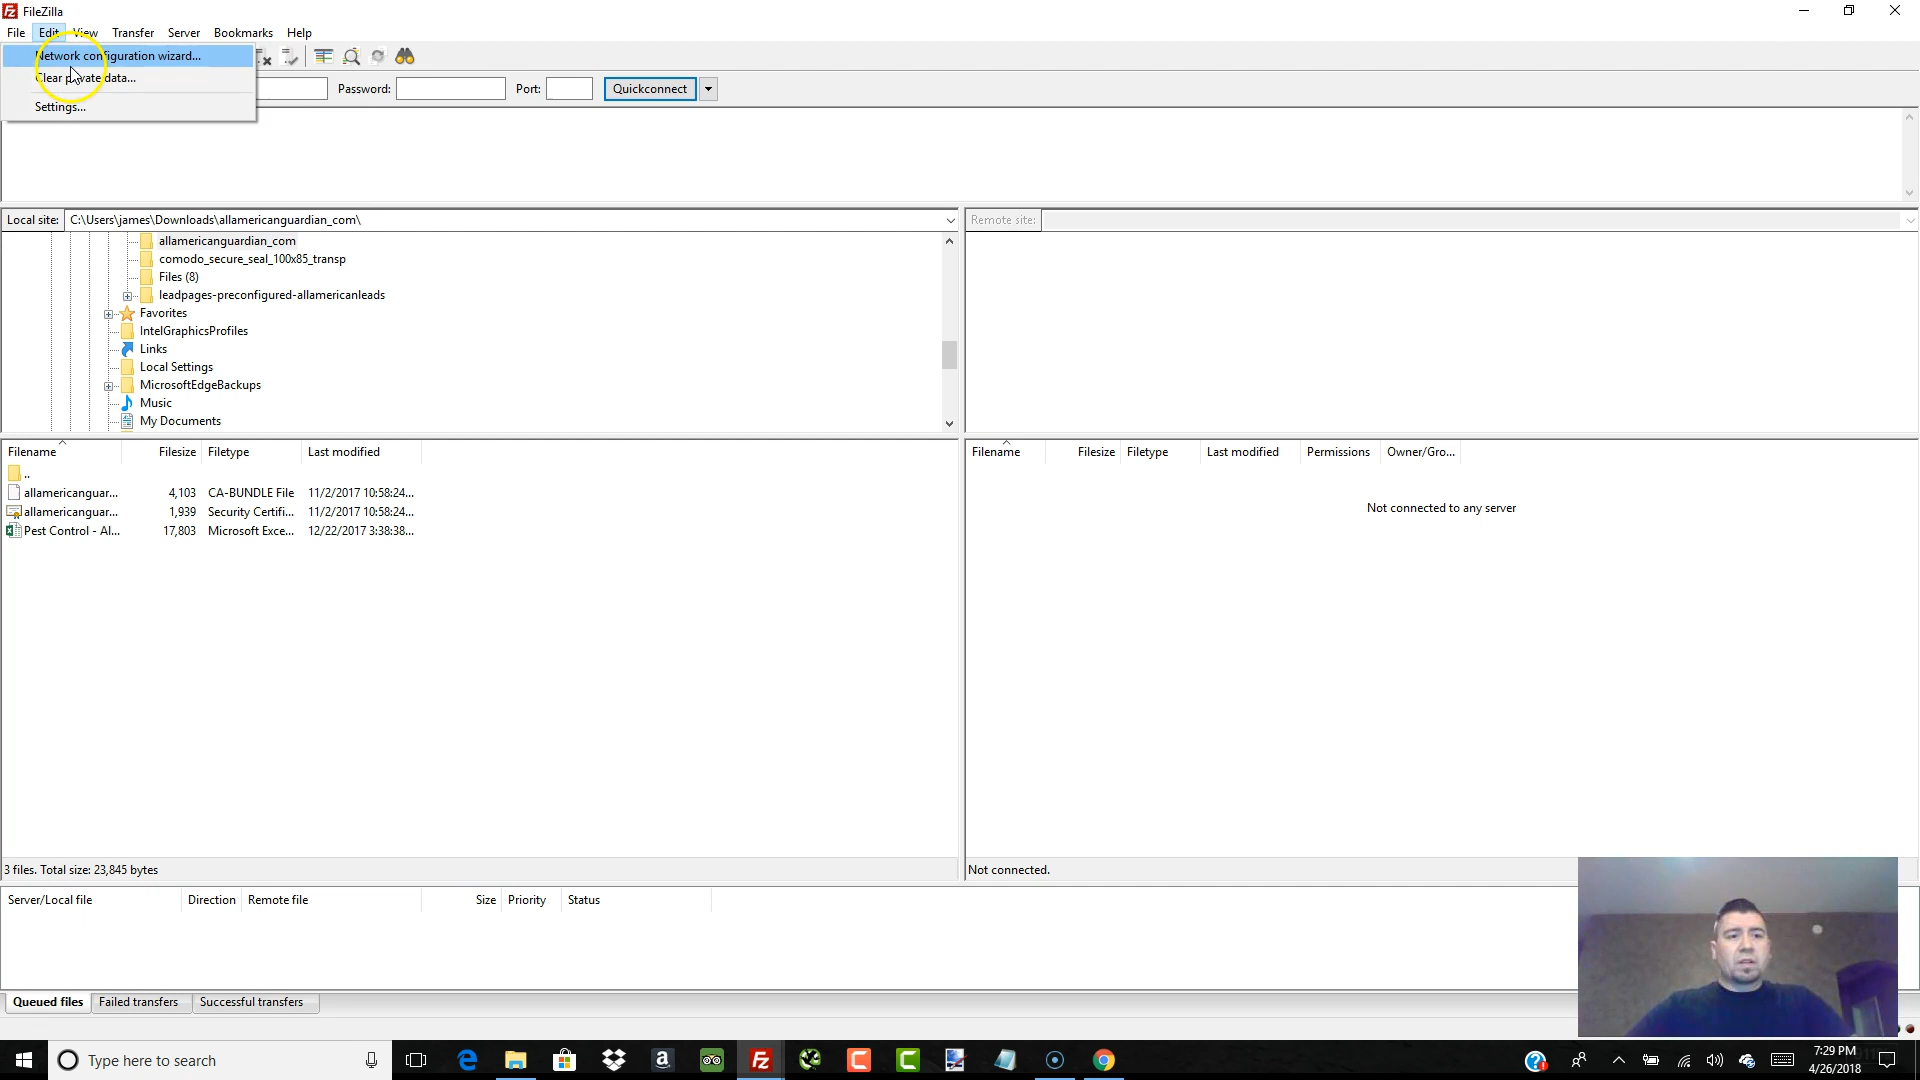 FileZilla
File Edit View Transfer Server Bookmarks Help
Network configuration wizard...
Clear private data...
Password: Port: Quickconnect
Settings...
Local site: C:\Users\james\Downloads\allamericanguardian_com\ Remote site:
allamericanguardian_com
comodo_secure_seal_100x85_transp
Files (8)
leadpages-preconfigured-allamericanleads
Favorites
IntelGraphicsProfiles
Links
Local Settings
MicrosoftEdgeBackups
Music
My Documents
Filename Filesize Filetype Last modified Filename Filesize Filetype Last modified Permissions Owner/Gro...
..
allamericanguar... 4,103 CA-BUNDLE File 11/2/2017 10:58:24...
allamericanguar... 1,939 Security Certifi... 11/2/2017 10:58:24...
Pest Control - Al... 17,803 Microsoft Exce... 12/22/2017 3:38:38...
Not connected to any server
3 files. Total size: 23,845 bytes Not connected.
Server/Local file Direction Remote file Size Priority Status
Queued files Failed transfers Successful transfers
Type here to search
7:29 PM
4/26/2018